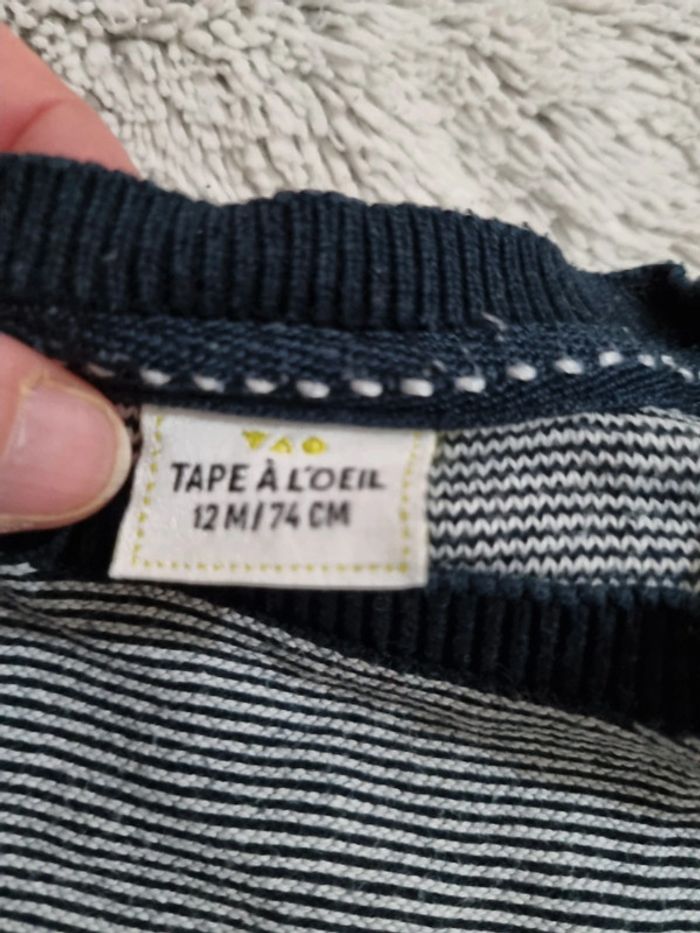 TAO
TAPE À L'OEIL
12 M/74 CM